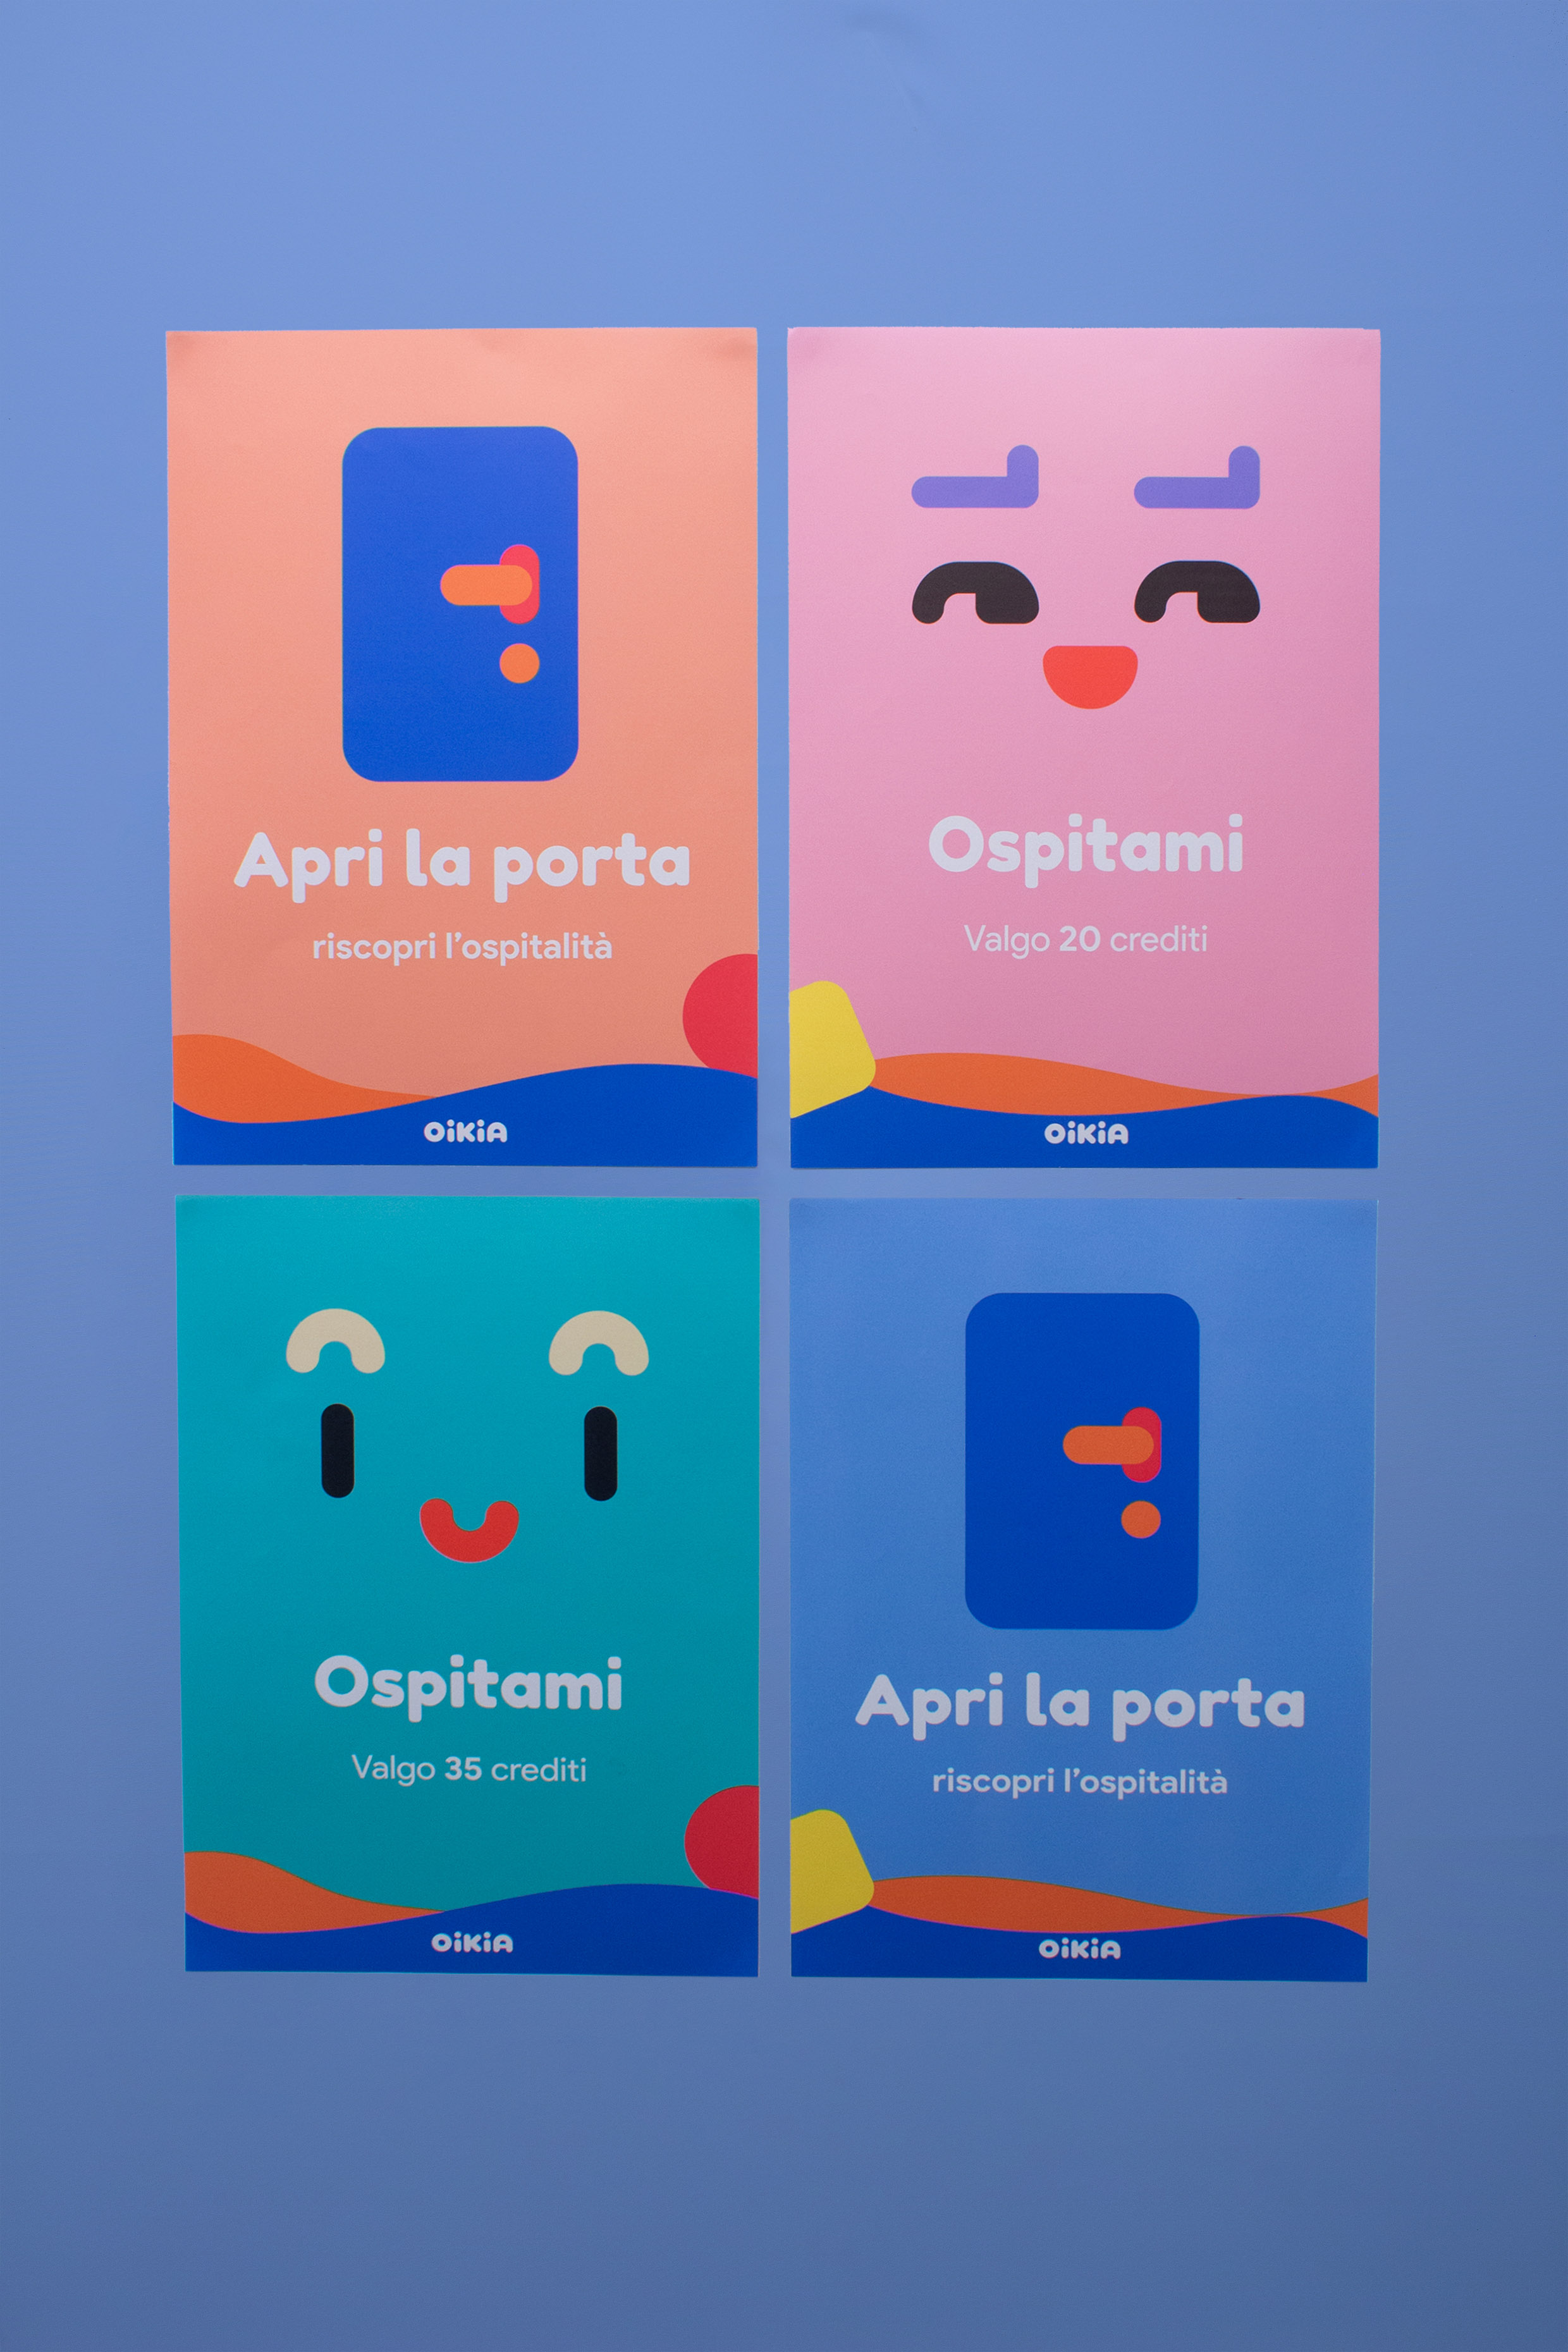 Apri la porta
riscopri l'ospitalità
OiKiA
Ospitami
Valgo 20 crediti
OiKiA
Ospitami
Valgo 35 crediti
OiKiA
Apri la porta
riscopri l'ospitalità
OiKiA